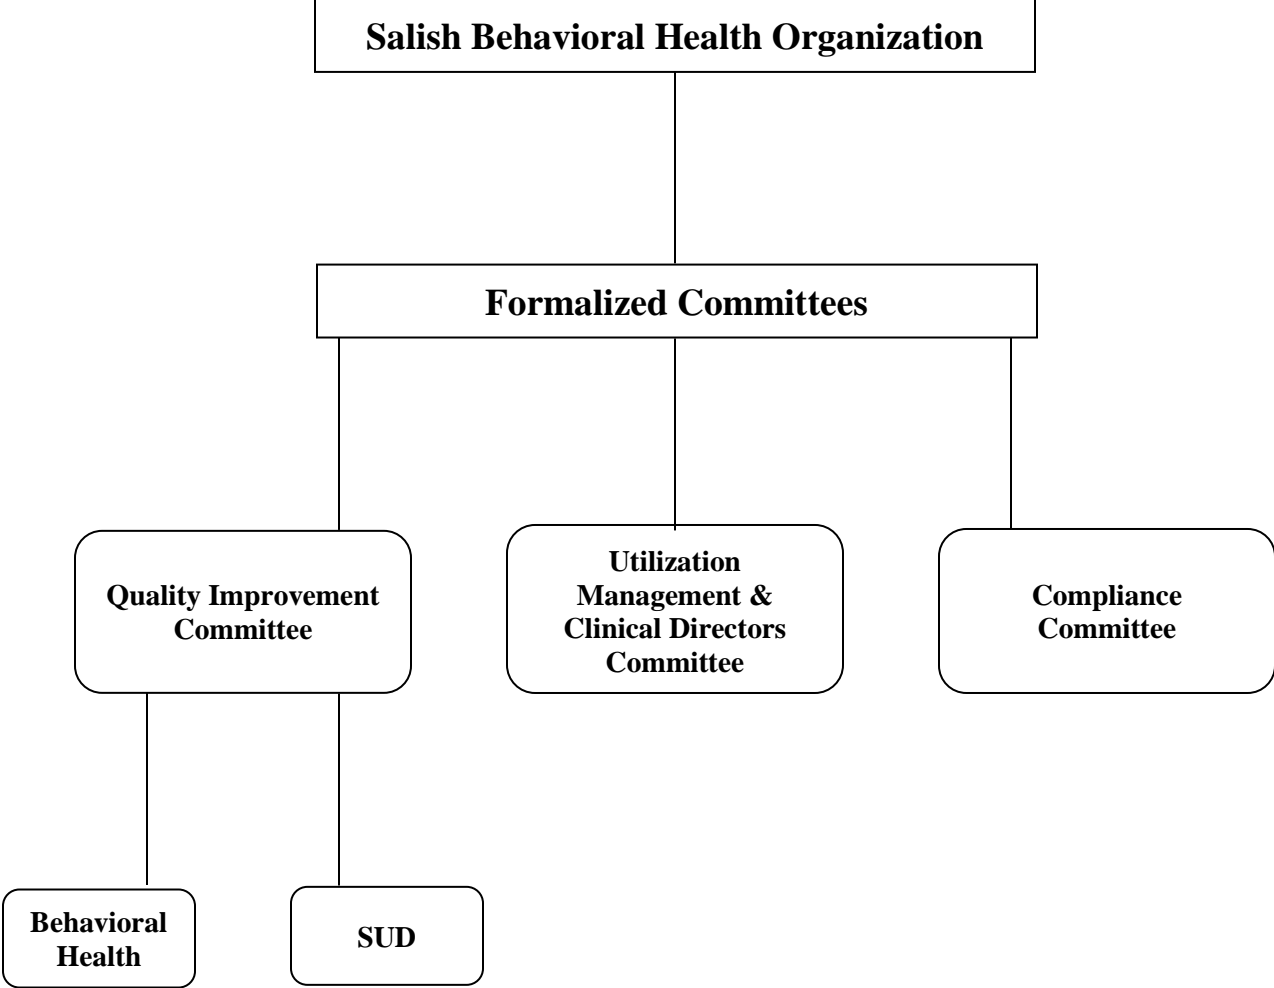 Salish Behavioral Health Organization
Formalized Committees
Quality Improvement
Committee
Utilization
Management &
Clinical Directors
Committee
Compliance
Committee
Behavioral
Health
SUD